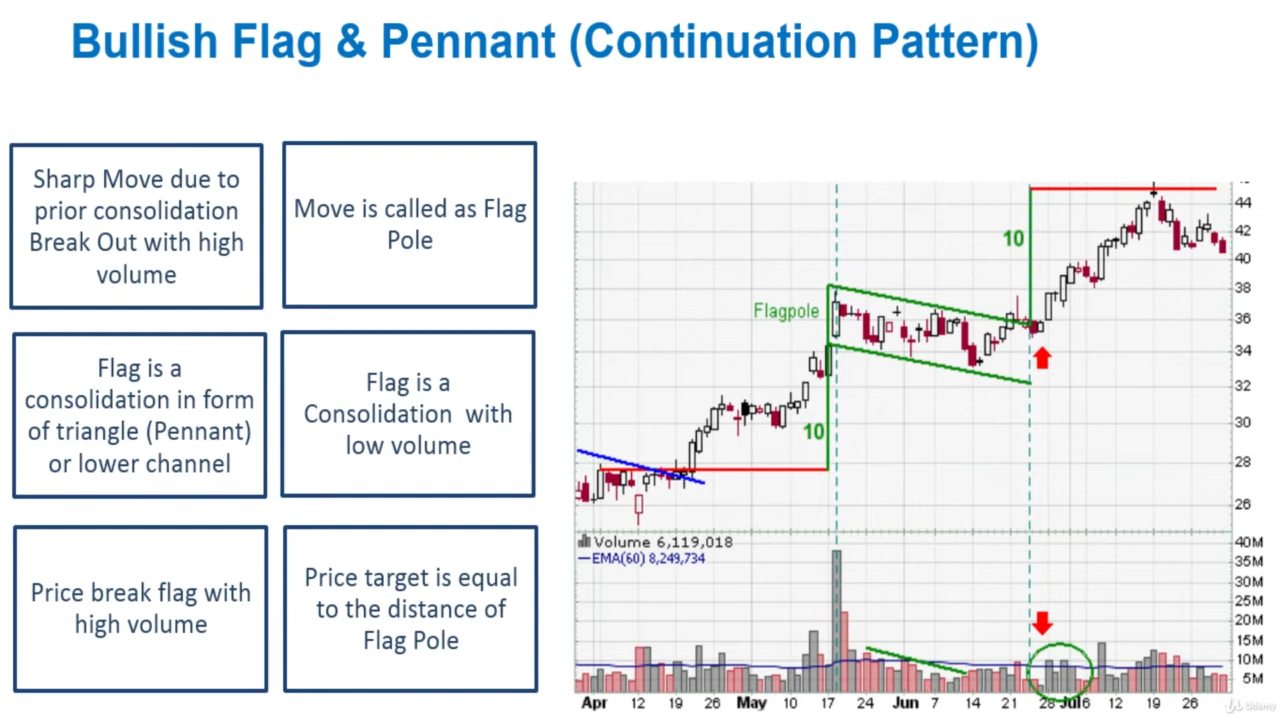 Bullish Flag & Pennant (Continuation Pattern)
Sharp Move due to
prior consolidation
Break Out with high
volume
Move is called as Flag
Pole
Flag is a
consolidation in form
of triangle (Pennant)
or lower channel
Flag is a
Consolidation with
low volume
Price break flag with
high volume
Price target is equal
to the distance of
Flag Pole
10
Flagpole
10
44
42
40
38
36
34
32
30
28
26
Volume 6,119,018
EMA(60) 8,249,734
40M
35M
30M
25M
20M
15M
10M
5M
Apr 12 19 26 May 10 17 24 Jun 7 14 21 28 Jul 6 12 19 26
Udemy